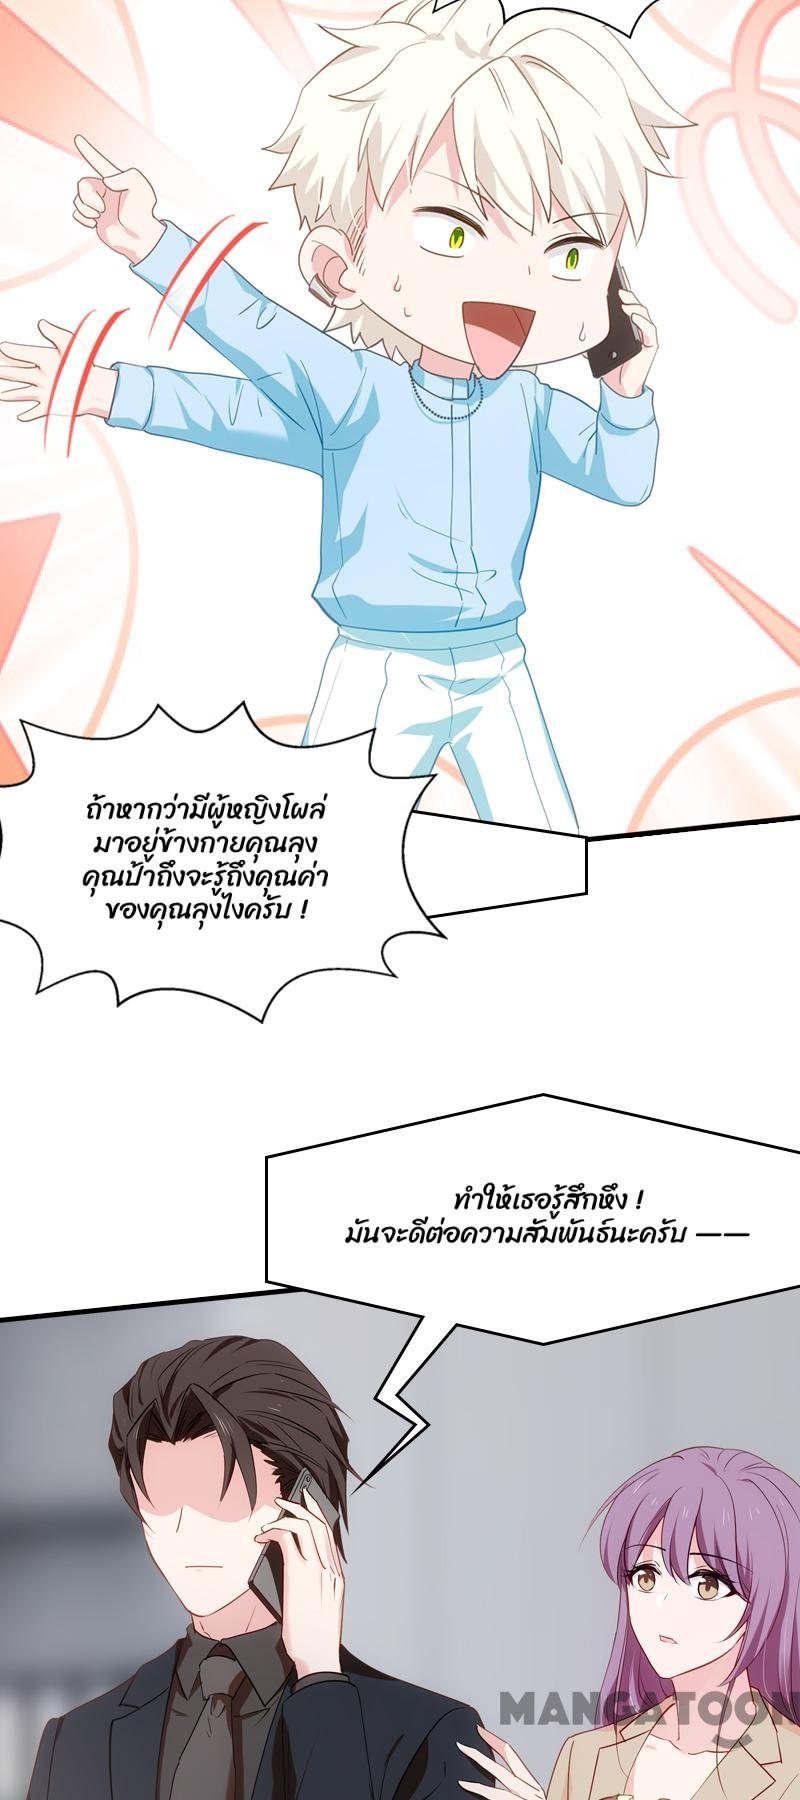 ถ้าหากว่ามีผู้หญิงโผล่
มาอยู่ข้างกายคุณลุง
คุณป้าถึงจะรู้ถึงคุณค่า
ของคุณลุงไงครับ !
ทำให้เธอรู้สึกหึง !
มันจะดีต่อความสัมพันธ์นะครับ ——
MANGATOON